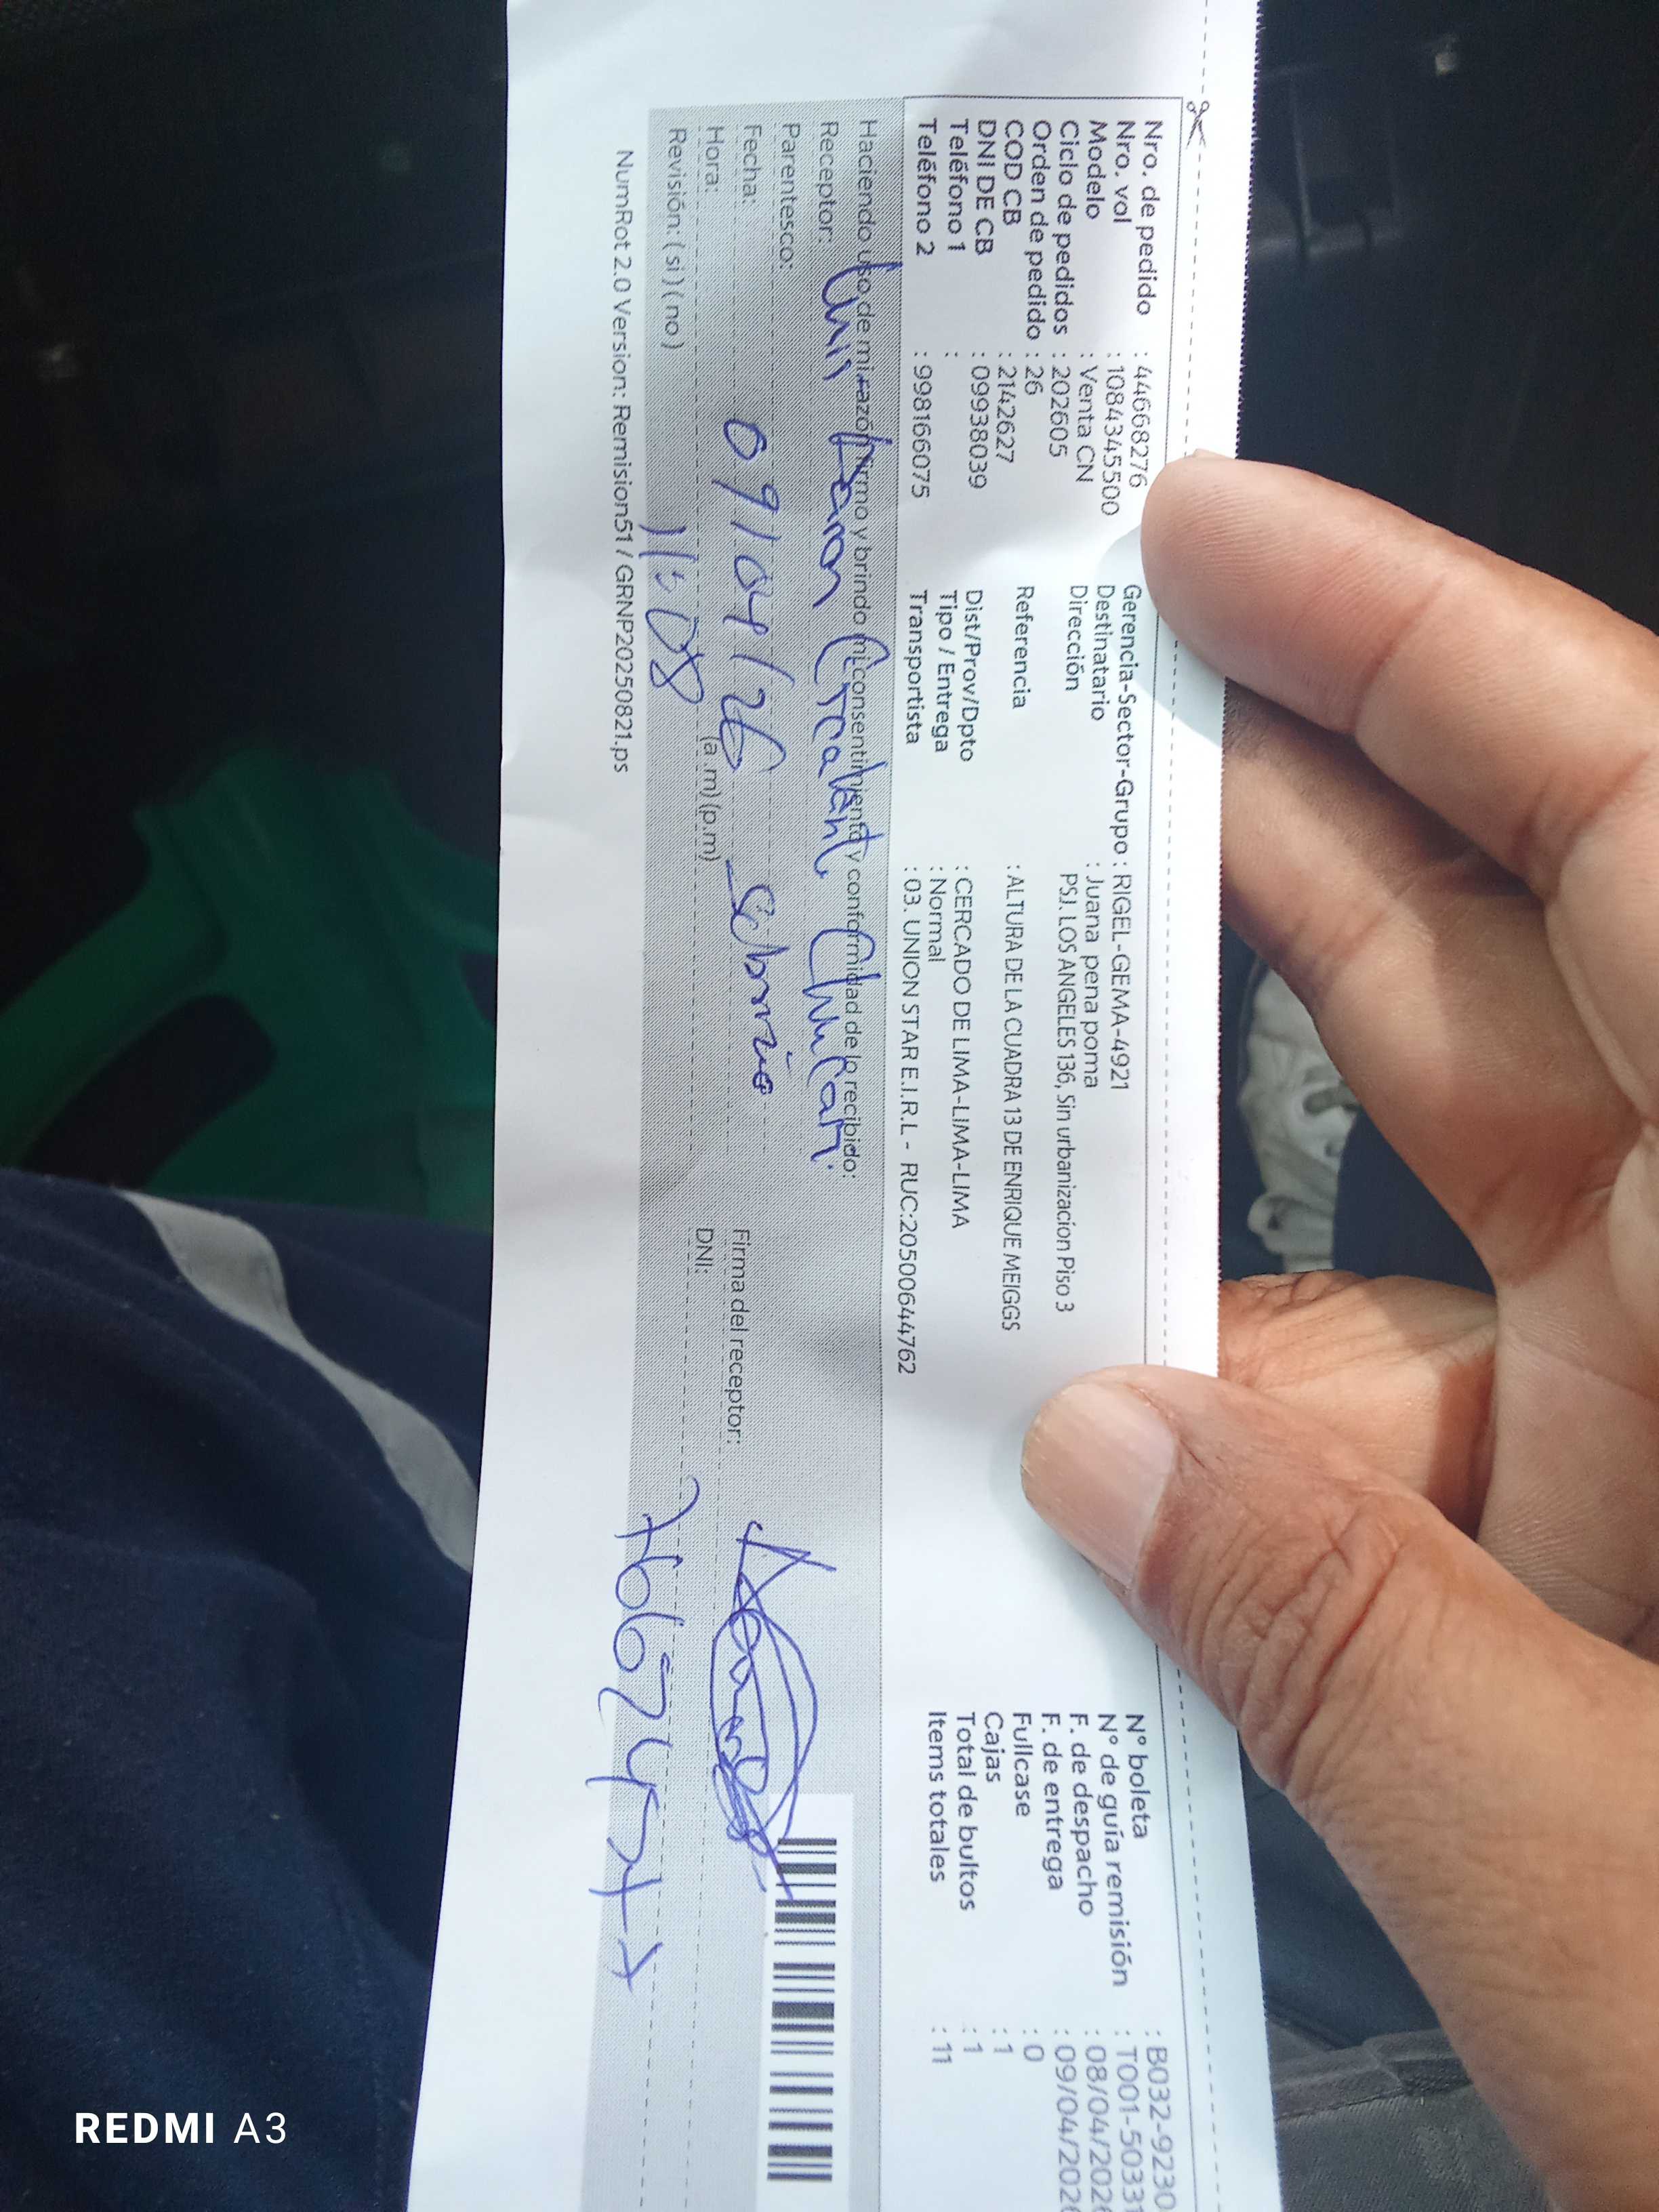 Nro. de pedido : 44668276
Nro. vol : 1084345500
Modelo : Venta CN
Ciclo de pedidos : 202605
Orden de pedido : 26
COD CB : 2142627
DNI DE CB : 09938039
Teléfono 1 :
Teléfono 2 : 998166075
Gerencia-Sector-Grupo : RIGEL-GEMA-4921
Destinatario : Juana pena poma
Dirección PSJ. LOS ANGELES 136, Sin urbanizacion Piso 3
Referencia : ALTURA DE LA CUADRA 13 DE ENRIQUE MEIGGS
Dist/Prov/Dpto : CERCADO DE LIMA-LIMA-LIMA
Tipo / Entrega : Normal
Transportista : 03. UNION STAR E.I.R.L - RUC:20500644762
N° boleta : B032-9230
N° de guía remisión : T001-50331
F. de despacho : 08/04/202
F. de entrega : 09/04/202
Fullcase : 0
Cajas : 1
Total de bultos : 1
Items totales : 11
Haciendo uso de mi razón firmo y brindo mi consentimiento y conformidad de lo recibido:
Receptor: Luis
Parentesco:
Fecha: 09/04/26 Sobrino
Hora: 11:08 (a.m)(p.m)
Revisión: ( si ) ( no )
Firma del receptor:
DNI:
NumRot 2.0 Version: Remision51 / GRNP20250821.ps
REDMI A3